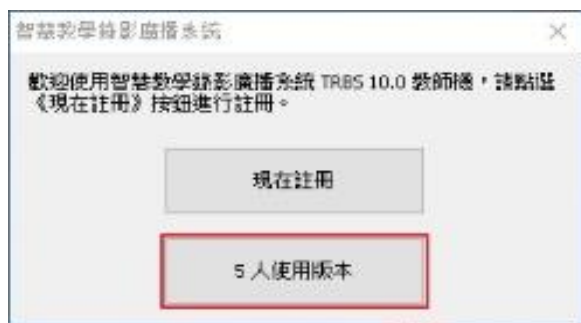 智慧教學錄影廣播系統
歡迎使用智慧教學錄影廣播系統 TRBS 10.0 教師機，請點選
《現在註冊》按鈕進行註冊。
現在註冊
5 人使用版本